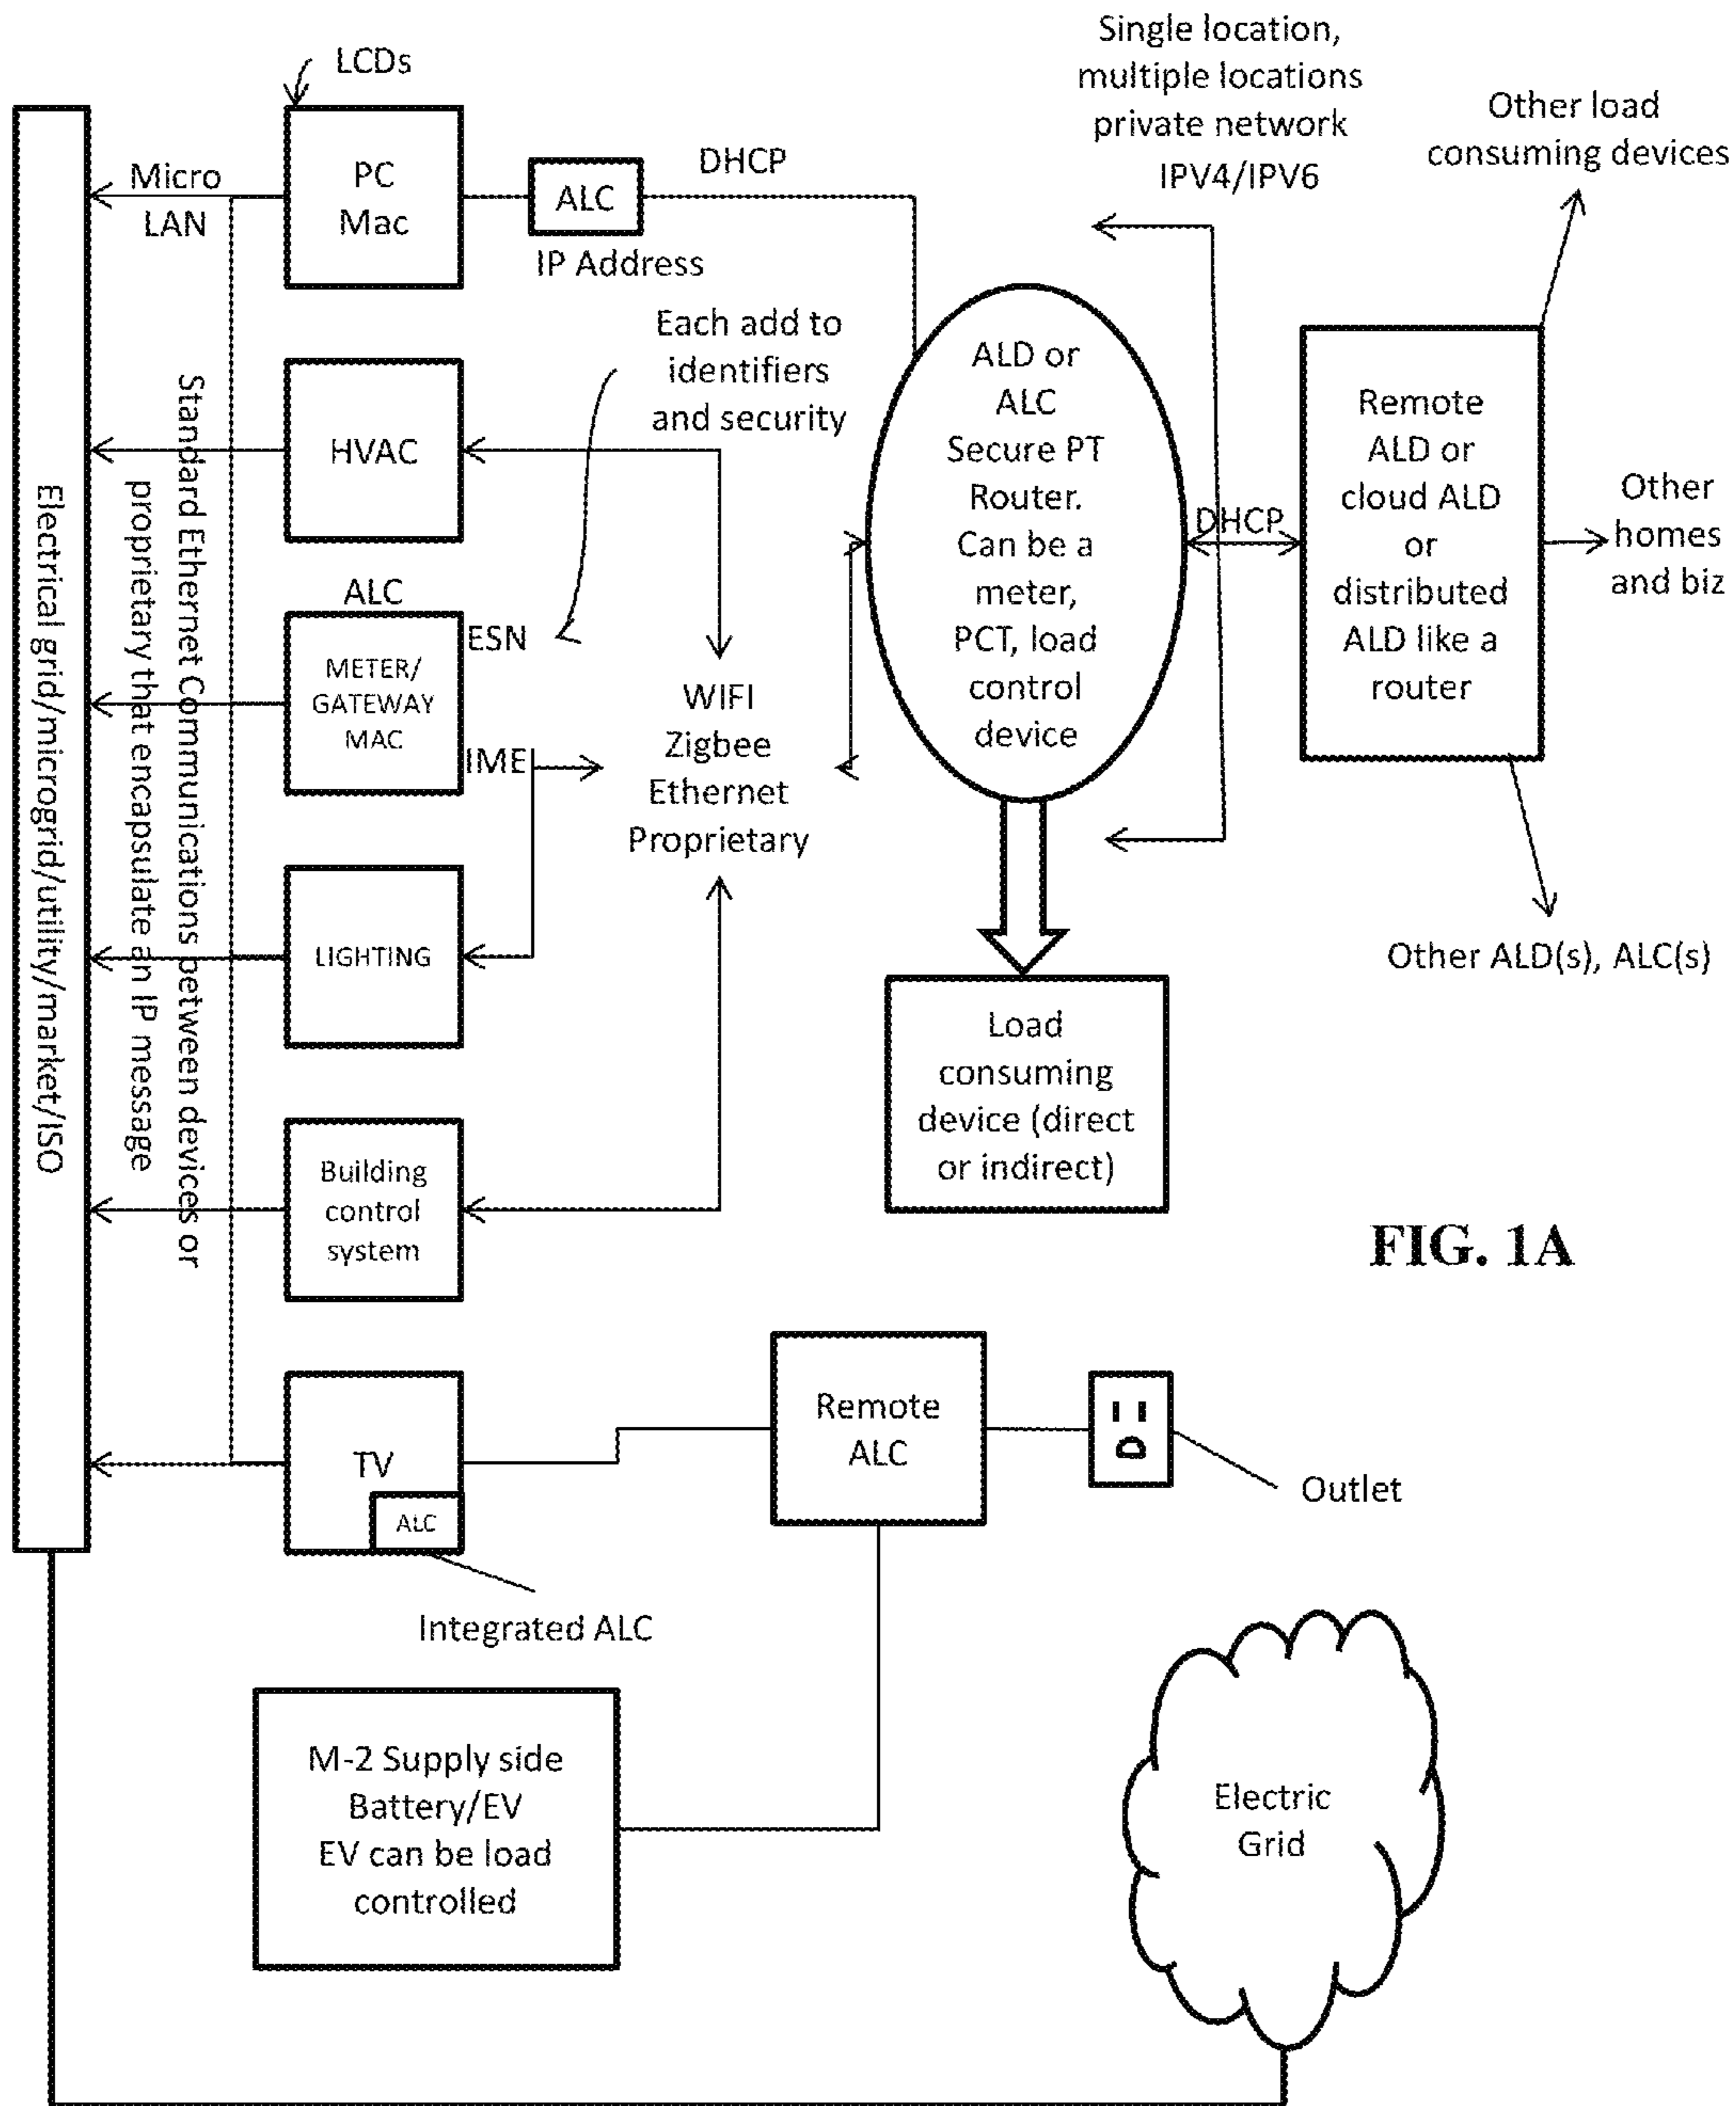 Single location,
multiple locations
private network
IPV4/IPV6
Other load
consuming devices
LCDs
PC
Mac
Micro
LAN
ALC
DHCP
IP Address
Each add to
identifiers
and security
HVAC
ALC
METER/
GATEWAY
MAC
ESN
IME
WIFI
Zigbee
Ethernet
Proprietary
LIGHTING
Building
control
system
Electrical grid/microgrid/utility/market/ISO
Standard Ethernet Communications between devices or
proprietary that encapsulate an IP message
ALD or
ALC
Secure PT
Router.
Can be a
meter,
PCT, load
control
device
DHCP
Remote
ALD or
cloud ALD
or
distributed
ALD like a
router
Other
homes
and biz
Other ALD(s), ALC(s)
Load
consuming
device (direct
or indirect)
FIG. 1A
TV
ALC
Integrated ALC
Remote
ALC
Outlet
M-2 Supply side
Battery/EV
EV can be load
controlled
Electric
Grid